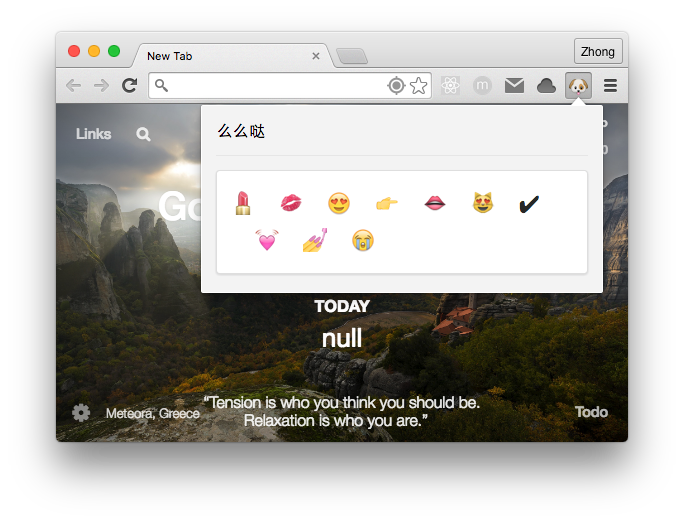 New Tab
Zhong
m
Links
么么哒
Go
TODAY
null
“Tension is who you think you should be.
Relaxation is who you are.”
Meteora, Greece
Todo